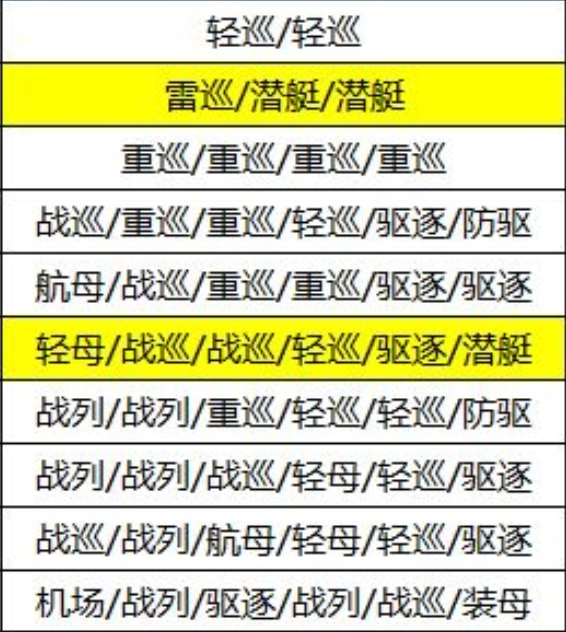 轻巡/轻巡
雷巡/潜艇/潜艇
重巡/重巡/重巡/重巡
战巡/重巡/重巡/轻巡/驱逐/防驱
航母/战巡/重巡/重巡/驱逐/驱逐
轻母/战巡/战巡/轻巡/驱逐/潜艇
战列/战列/重巡/轻巡/轻巡/防驱
战列/战列/战巡/轻母/轻巡/驱逐
战巡/战列/航母/轻母/轻巡/驱逐
机场/战列/驱逐/战列/战巡/装母